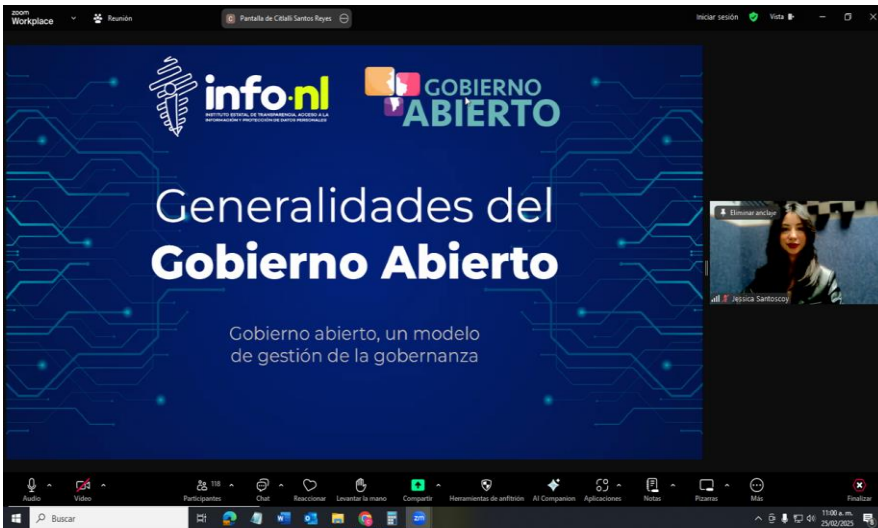 zoom
Workplace
Reunión
C Pantalla de Citlalli Santos Reyes
Iniciar sesión
Vista
info·nl
INSTITUTO ESTATAL DE TRANSPARENCIA, ACCESO A LA
INFORMACIÓN Y PROTECCIÓN DE DATOS PERSONALES
GOBIERNO
ABIERTO
Generalidades del
Gobierno Abierto
Gobierno abierto, un modelo
de gestión de la gobernanza
Eliminar anclaje
Jessica Santoscoy
Audio
Video
Participantes
118
Chat
Reaccionar
Levantar la mano
Compartir
Herramientas de anfitrión
AI Companion
Aplicaciones
Notas
Pizarras
Más
Finalizar
Buscar
zm
11:00 a. m.
25/02/2025